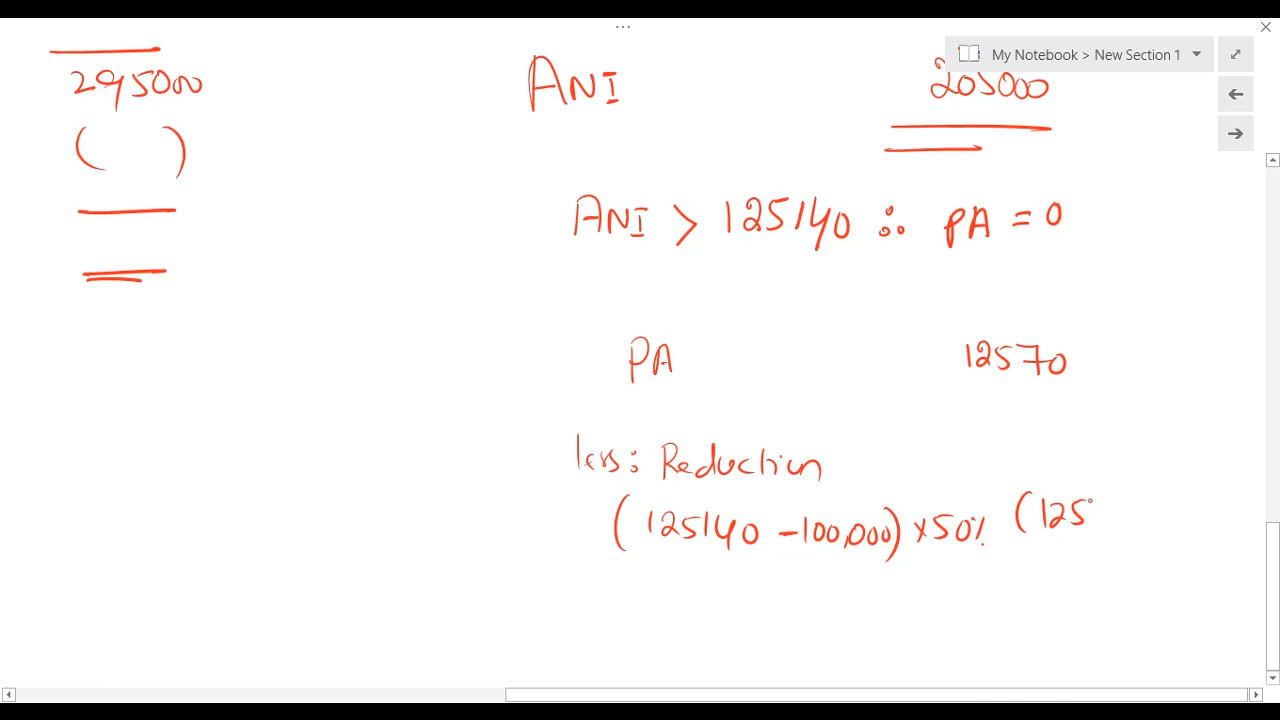 My Notebook > New Section 1
295000 ANI 205000
( )
ANI > 125140 ∴ PA = 0
PA 12570
less: Reduction
(125140 - 100,000) x 50% (125